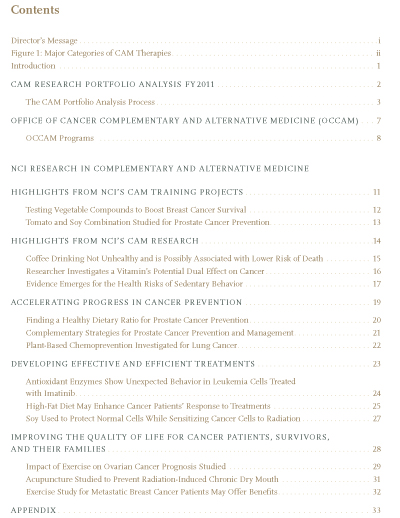 Contents
Director's Message i
Figure 1: Major Categories of CAM Therapies ii
Introduction 1
CAM RESEARCH PORTFOLIO ANALYSIS FY2011 2
The CAM Portfolio Analysis Process 3
OFFICE OF CANCER COMPLEMENTARY AND ALTERNATIVE MEDICINE (OCCAM) 7
OCCAM Programs 8
NCI RESEARCH IN COMPLEMENTARY AND ALTERNATIVE MEDICINE
HIGHLIGHTS FROM NCI'S CAM TRAINING PROJECTS 11
Testing Vegetable Compounds to Boost Breast Cancer Survival 12
Tomato and Soy Combination Studied for Prostate Cancer Prevention 13
HIGHLIGHTS FROM NCI'S CAM RESEARCH 14
Coffee Drinking Not Unhealthy and is Possibly Associated with Lower Risk of Death 15
Researcher Investigates a Vitamin's Potential Dual Effect on Cancer 16
Evidence Emerges for the Health Risks of Sedentary Behavior 17
ACCELERATING PROGRESS IN CANCER PREVENTION 19
Finding a Healthy Dietary Ratio for Prostate Cancer Prevention 20
Complementary Strategies for Prostate Cancer Prevention and Management 21
Plant-Based Chemoprevention Investigated for Lung Cancer 22
DEVELOPING EFFECTIVE AND EFFICIENT TREATMENTS 23
Antioxidant Enzymes Show Unexpected Behavior in Leukemia Cells Treated
with Imatinib 24
High-Fat Diet May Enhance Cancer Patients' Response to Treatments 25
Soy Used to Protect Normal Cells While Sensitizing Cancer Cells to Radiation 27
IMPROVING THE QUALITY OF LIFE FOR CANCER PATIENTS, SURVIVORS,
AND THEIR FAMILIES 28
Impact of Exercise on Ovarian Cancer Prognosis Studied 29
Acupuncture Studied to Prevent Radiation-Induced Chronic Dry Mouth 31
Exercise Study for Metastatic Breast Cancer Patients May Offer Benefits 32
APPENDIX 33